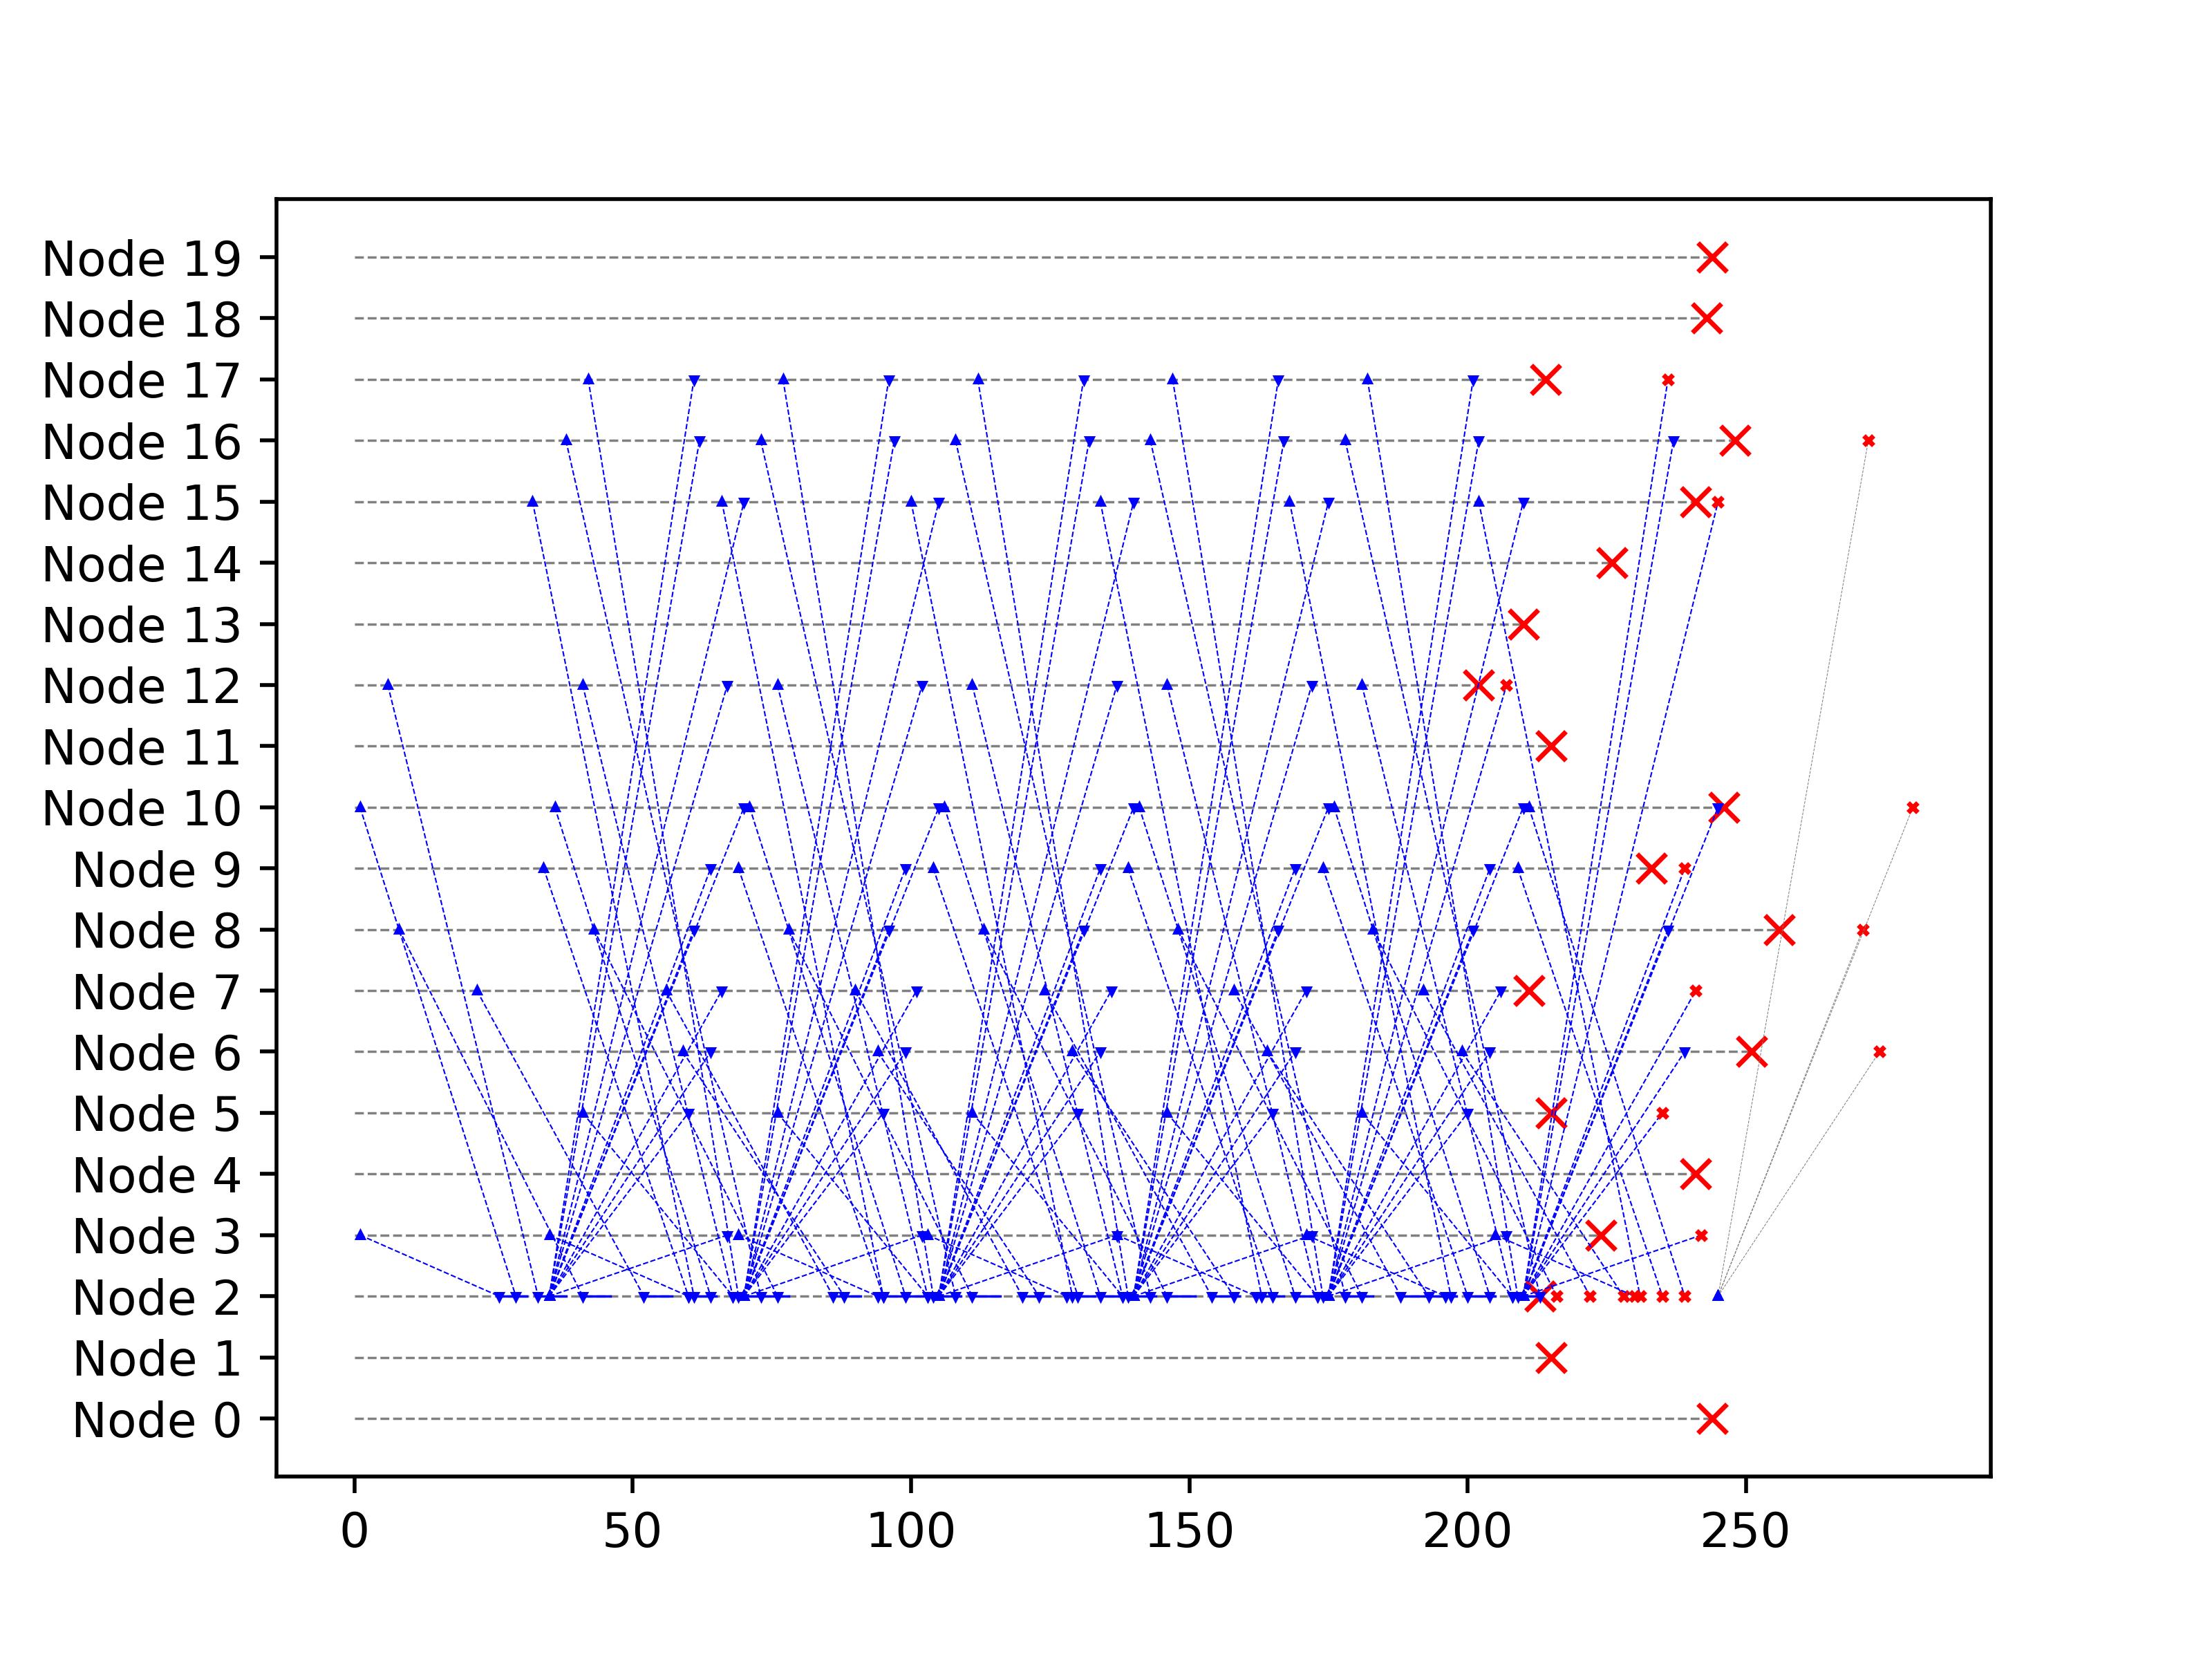 Node 19
Node 18
Node 17
Node 16
Node 15
Node 14
Node 13
Node 12
Node 11
Node 10
Node 9
Node 8
Node 7
Node 6
Node 5
Node 4
Node 3
Node 2
Node 1
Node 0
0 50 100 150 200 250